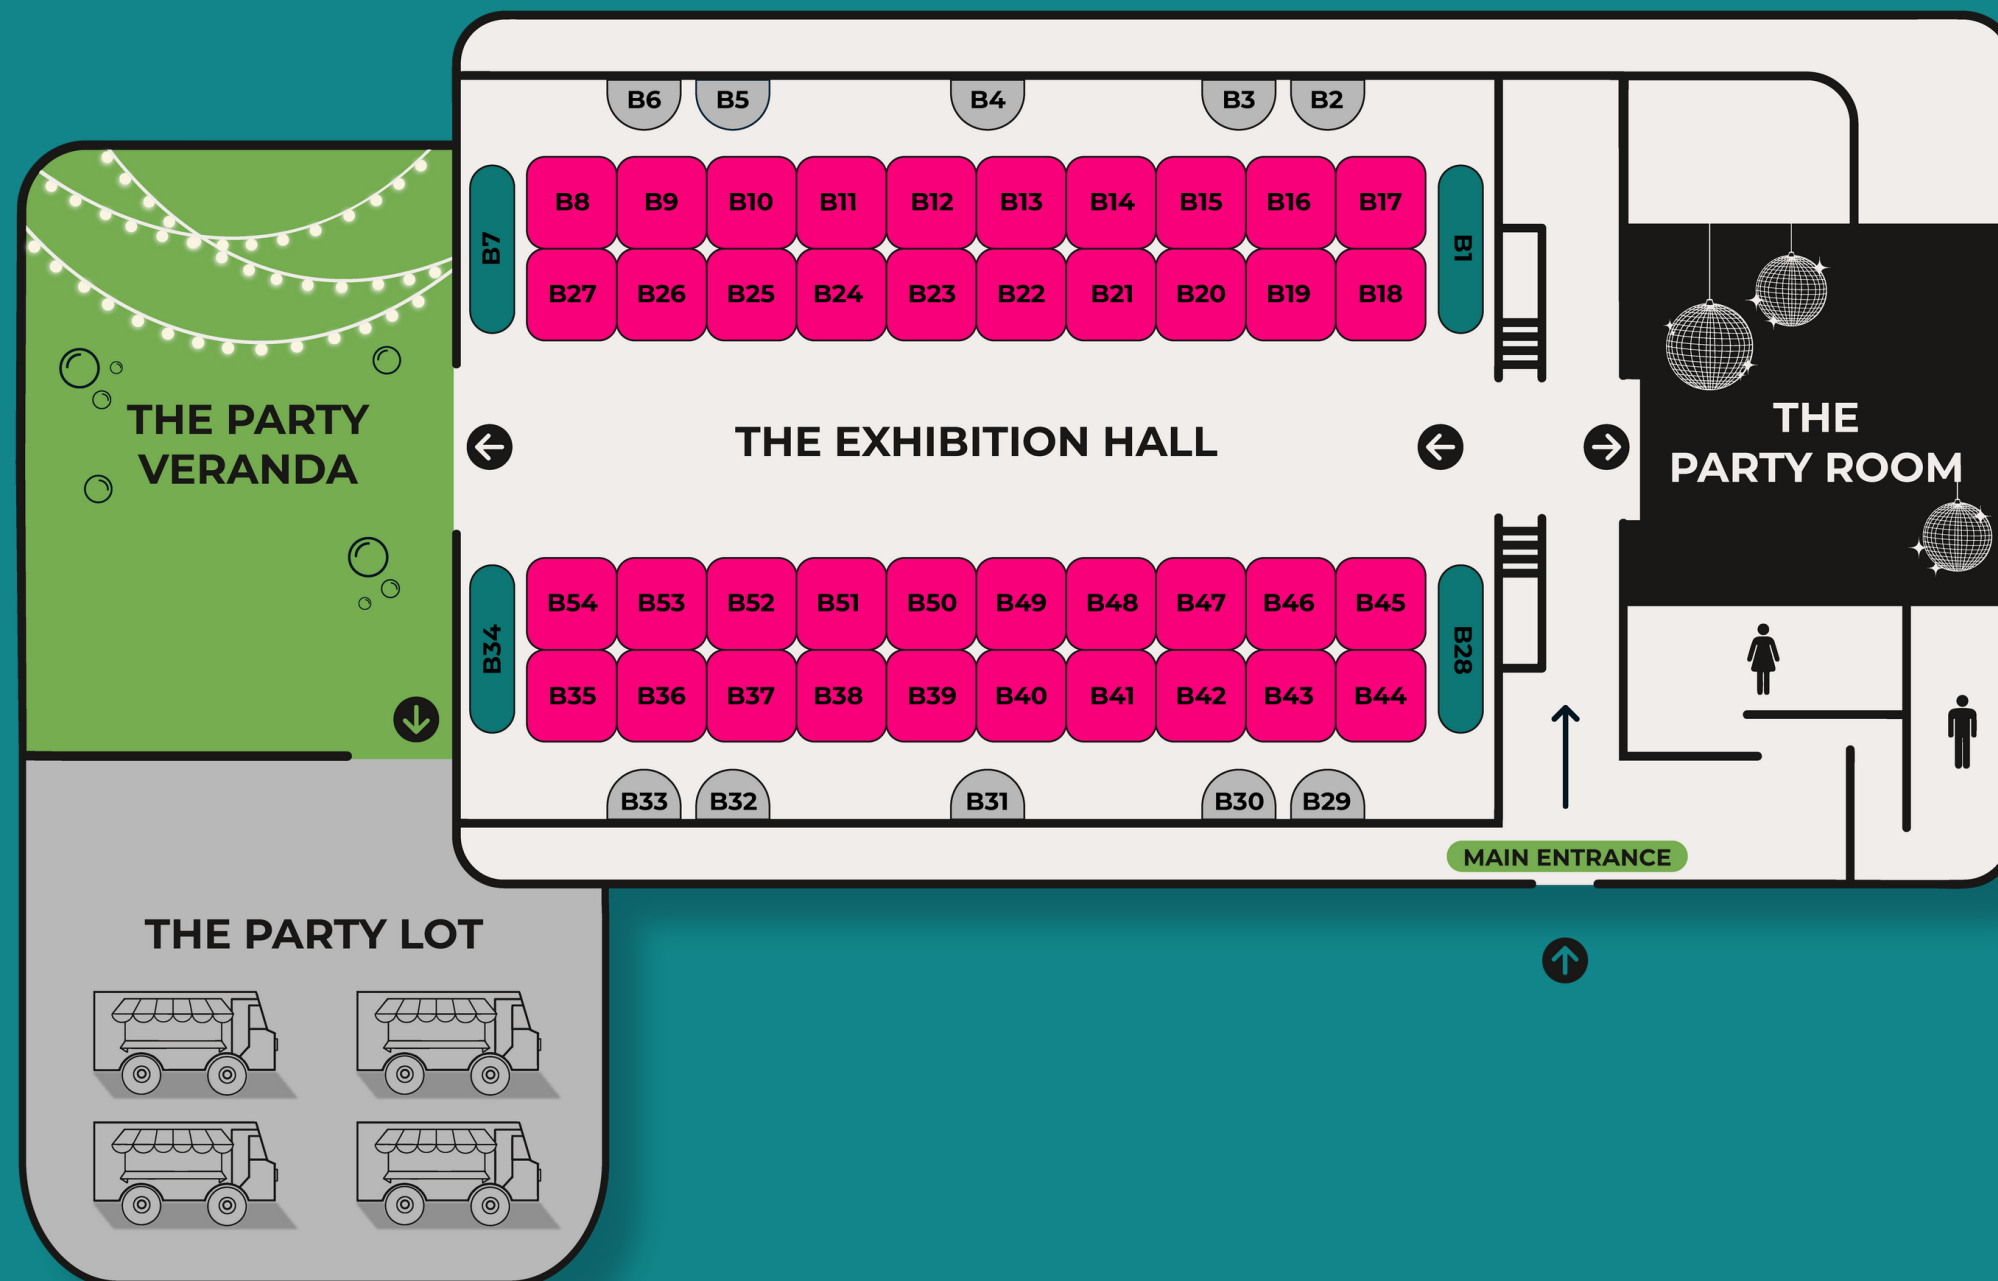 B6 B5 B4 B3 B2
B8 B9 B10 B11 B12 B13 B14 B15 B16 B17
B7
B1
B27 B26 B25 B24 B23 B22 B21 B20 B19 B18
THE PARTY
VERANDA
THE EXHIBITION HALL
THE
PARTY ROOM
B54 B53 B52 B51 B50 B49 B48 B47 B46 B45
B34
B28
B35 B36 B37 B38 B39 B40 B41 B42 B43 B44
B33 B32 B31 B30 B29
MAIN ENTRANCE
THE PARTY LOT